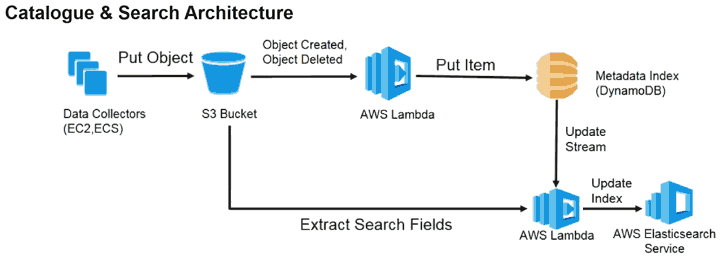 Catalogue & Search Architecture
Put Object
Object Created,
Object Deleted
Put Item
Data Collectors
(EC2,ECS)
S3 Bucket
AWS Lambda
Metadata Index
(DynamoDB)
Update
Stream
Extract Search Fields
Update
Index
AWS Lambda
AWS Elasticsearch
Service